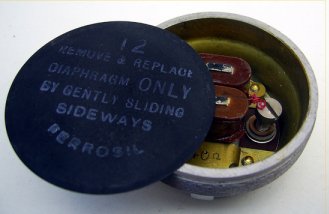 12
REMOVE & REPLACE
DIAPHRAGM ONLY
BY GENTLY SLIDING
SIDEWAYS
FERROSIL